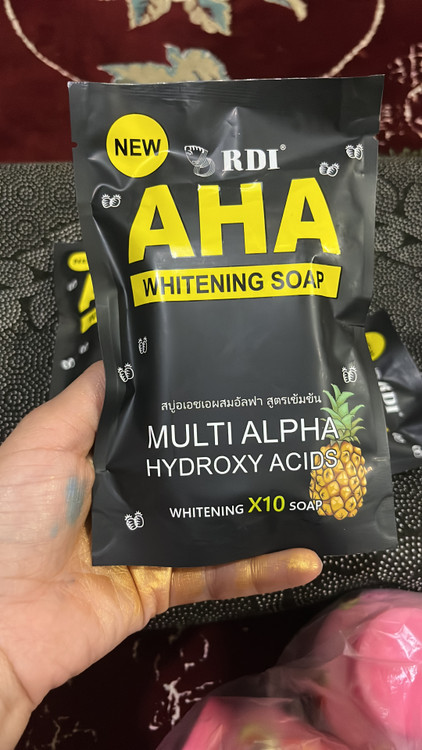 NEW
RDI®
AHA
WHITENING SOAP
สบู่เอเอชเอผสมอัลฟา สูตรเข้มข้น
MULTI ALPHA
HYDROXY ACIDS
WHITENING X10 SOAP
RDI